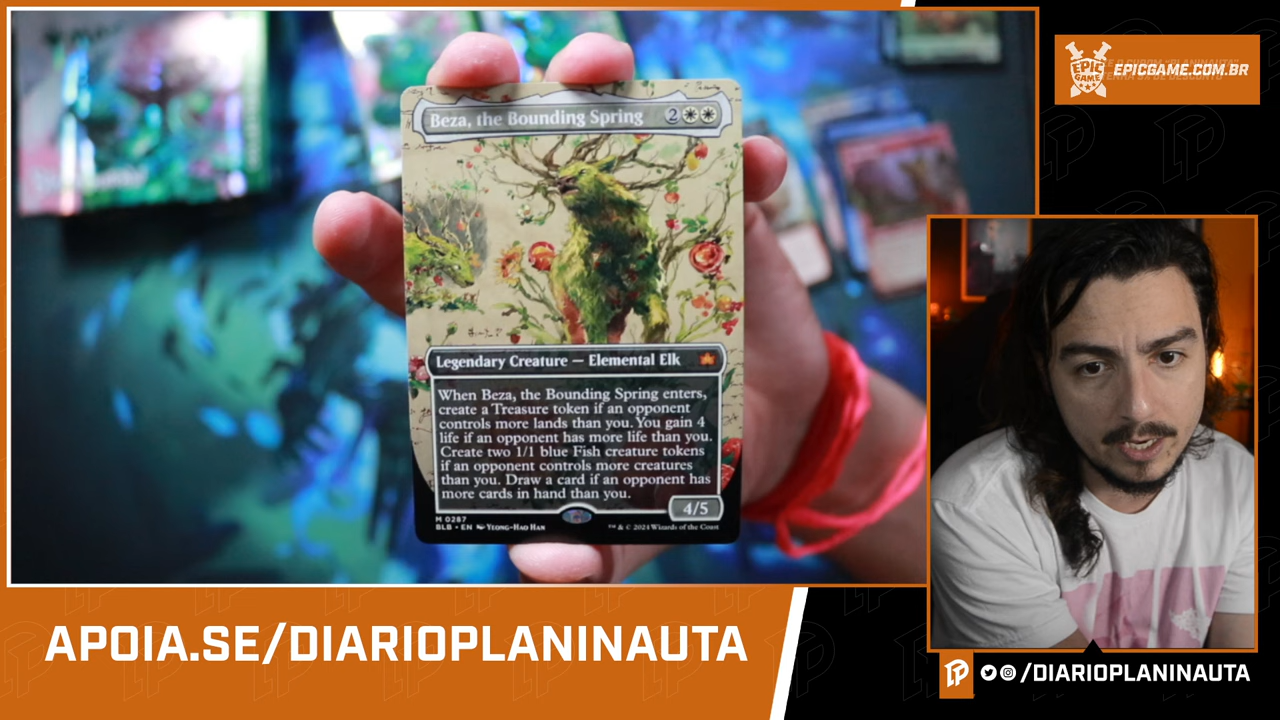 Beza, the Bounding Spring 2
Legendary Creature — Elemental Elk
When Beza, the Bounding Spring enters,
create a Treasure token if an opponent
controls more lands than you. You gain 4
life if an opponent has more life than you.
Create two 1/1 blue Fish creature tokens
if an opponent controls more creatures
than you. Draw a card if an opponent has
more cards in hand than you.
4/5
M 0287
BLB • EN Yeong-Hao Han
™ & © 2024 Wizards of the Coast
EPIC
GAME
EPICGAME.COM.BR
APOIA.SE/DIARIOPLANINAUTA
/DIARIOPLANINAUTA